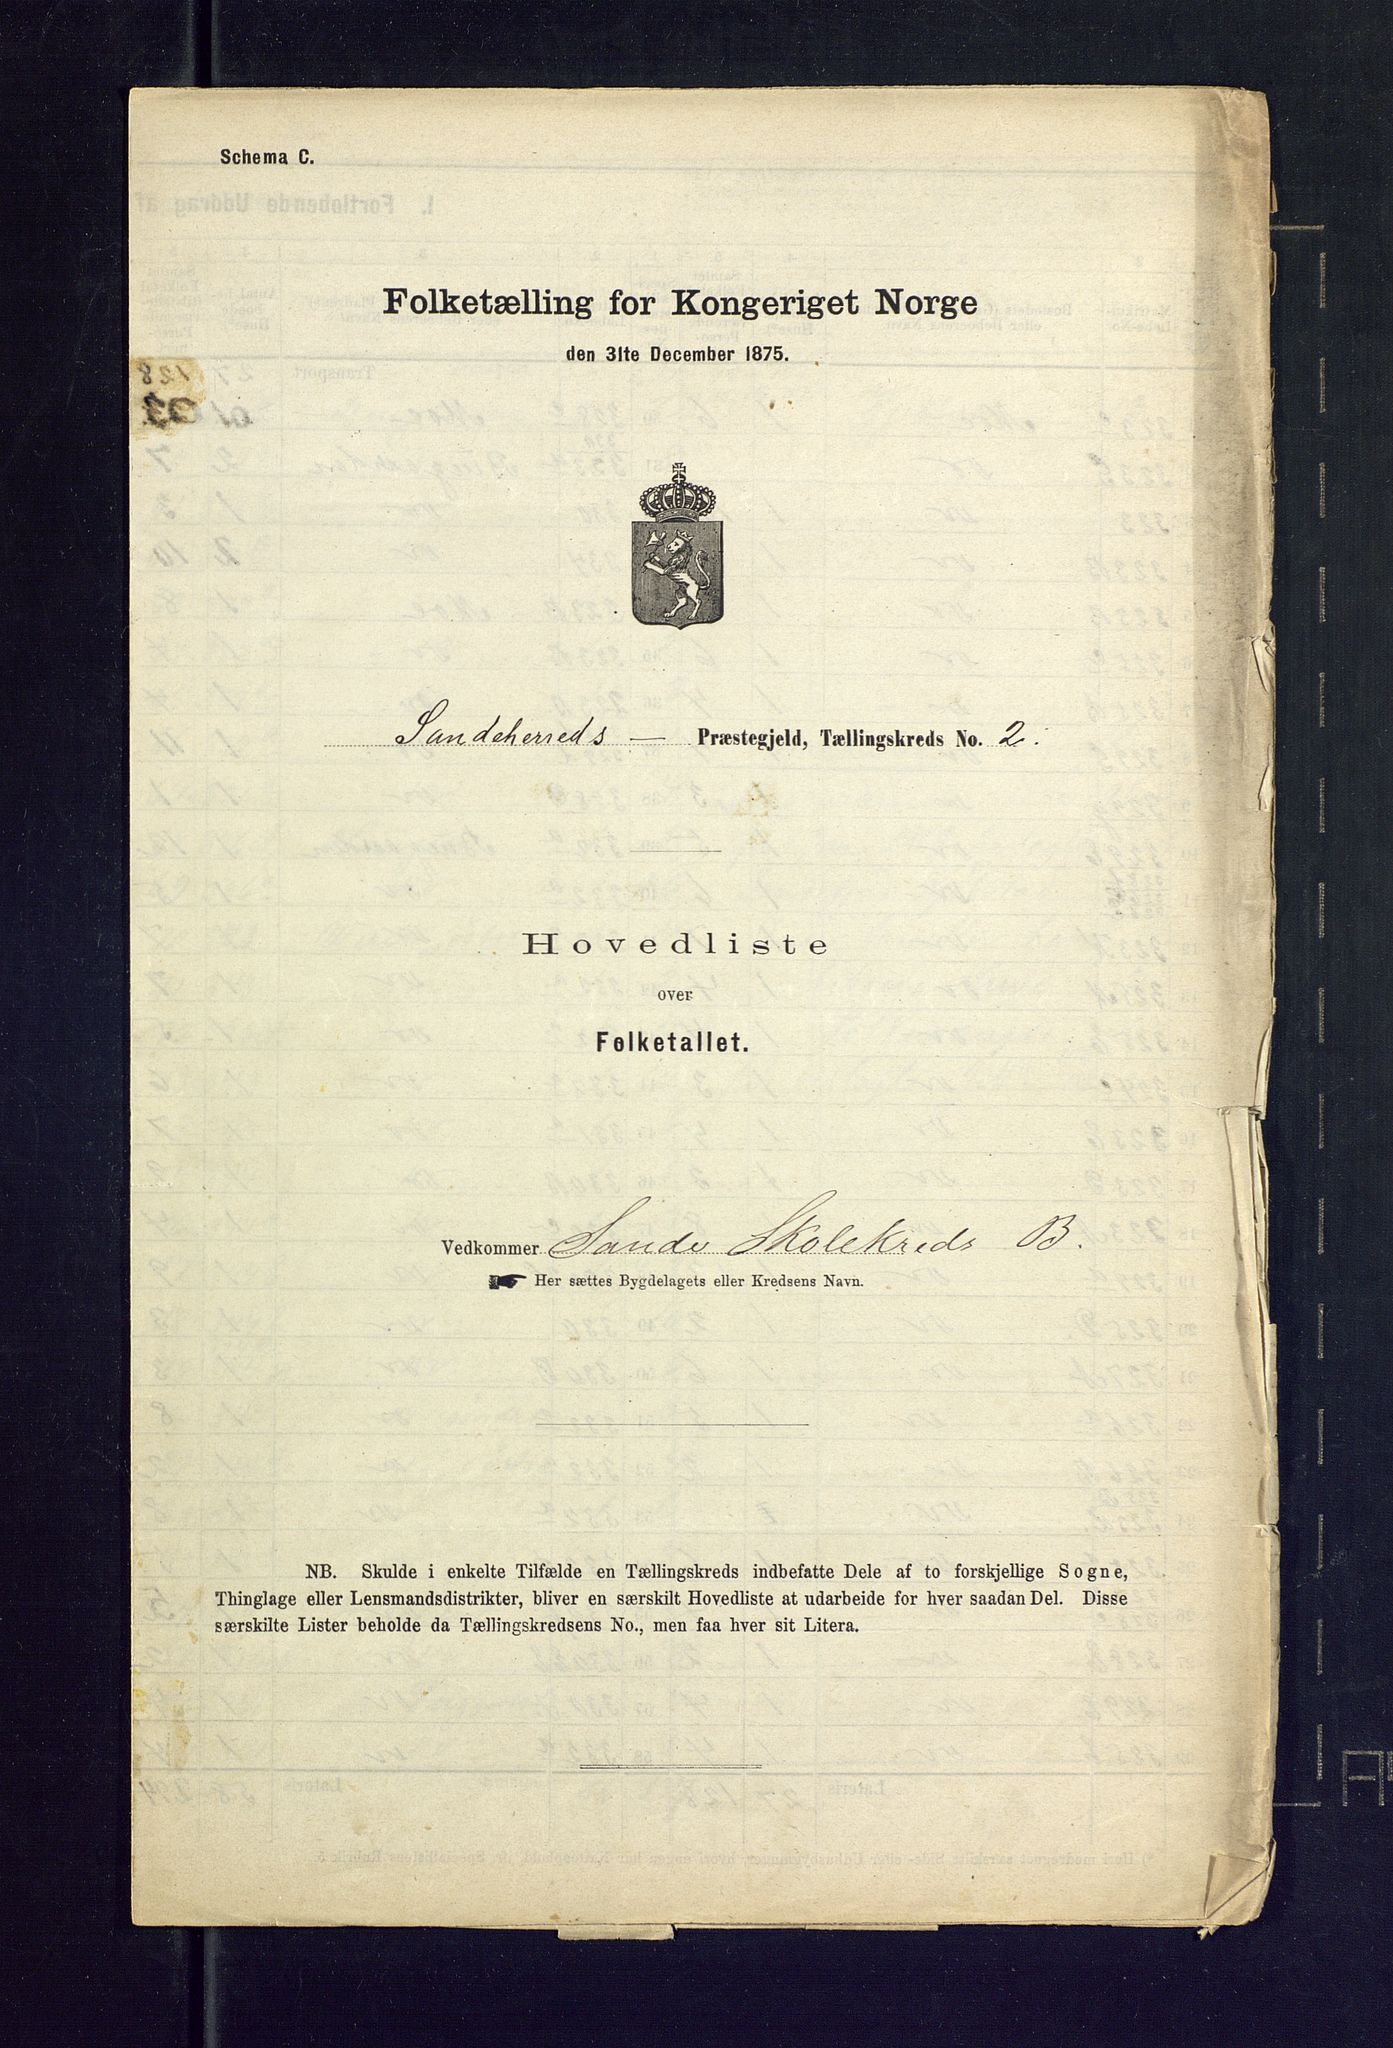 Schema C.
Folketælling for Kongeriget Norge
den 31te December 1875.
Sandeherreds — Præstegjeld, Tællingskreds No. 2.
Hovedliste
over
Folketallet.
Vedkommer Sande Skolekreds B.
Her sættes Bygdelagets eller Kredsens Navn.
NB. Skulde i enkelte Tilfælde en Tællingskreds indbefatte Dele af to forskjellige Sogne,
Thinglage eller Lensmandsdistrikter, bliver en særskilt Hovedliste at udarbeide for hver saadan Del. Disse
særskilte Lister beholde da Tællingskredsens No., men faa hver sit Litera.